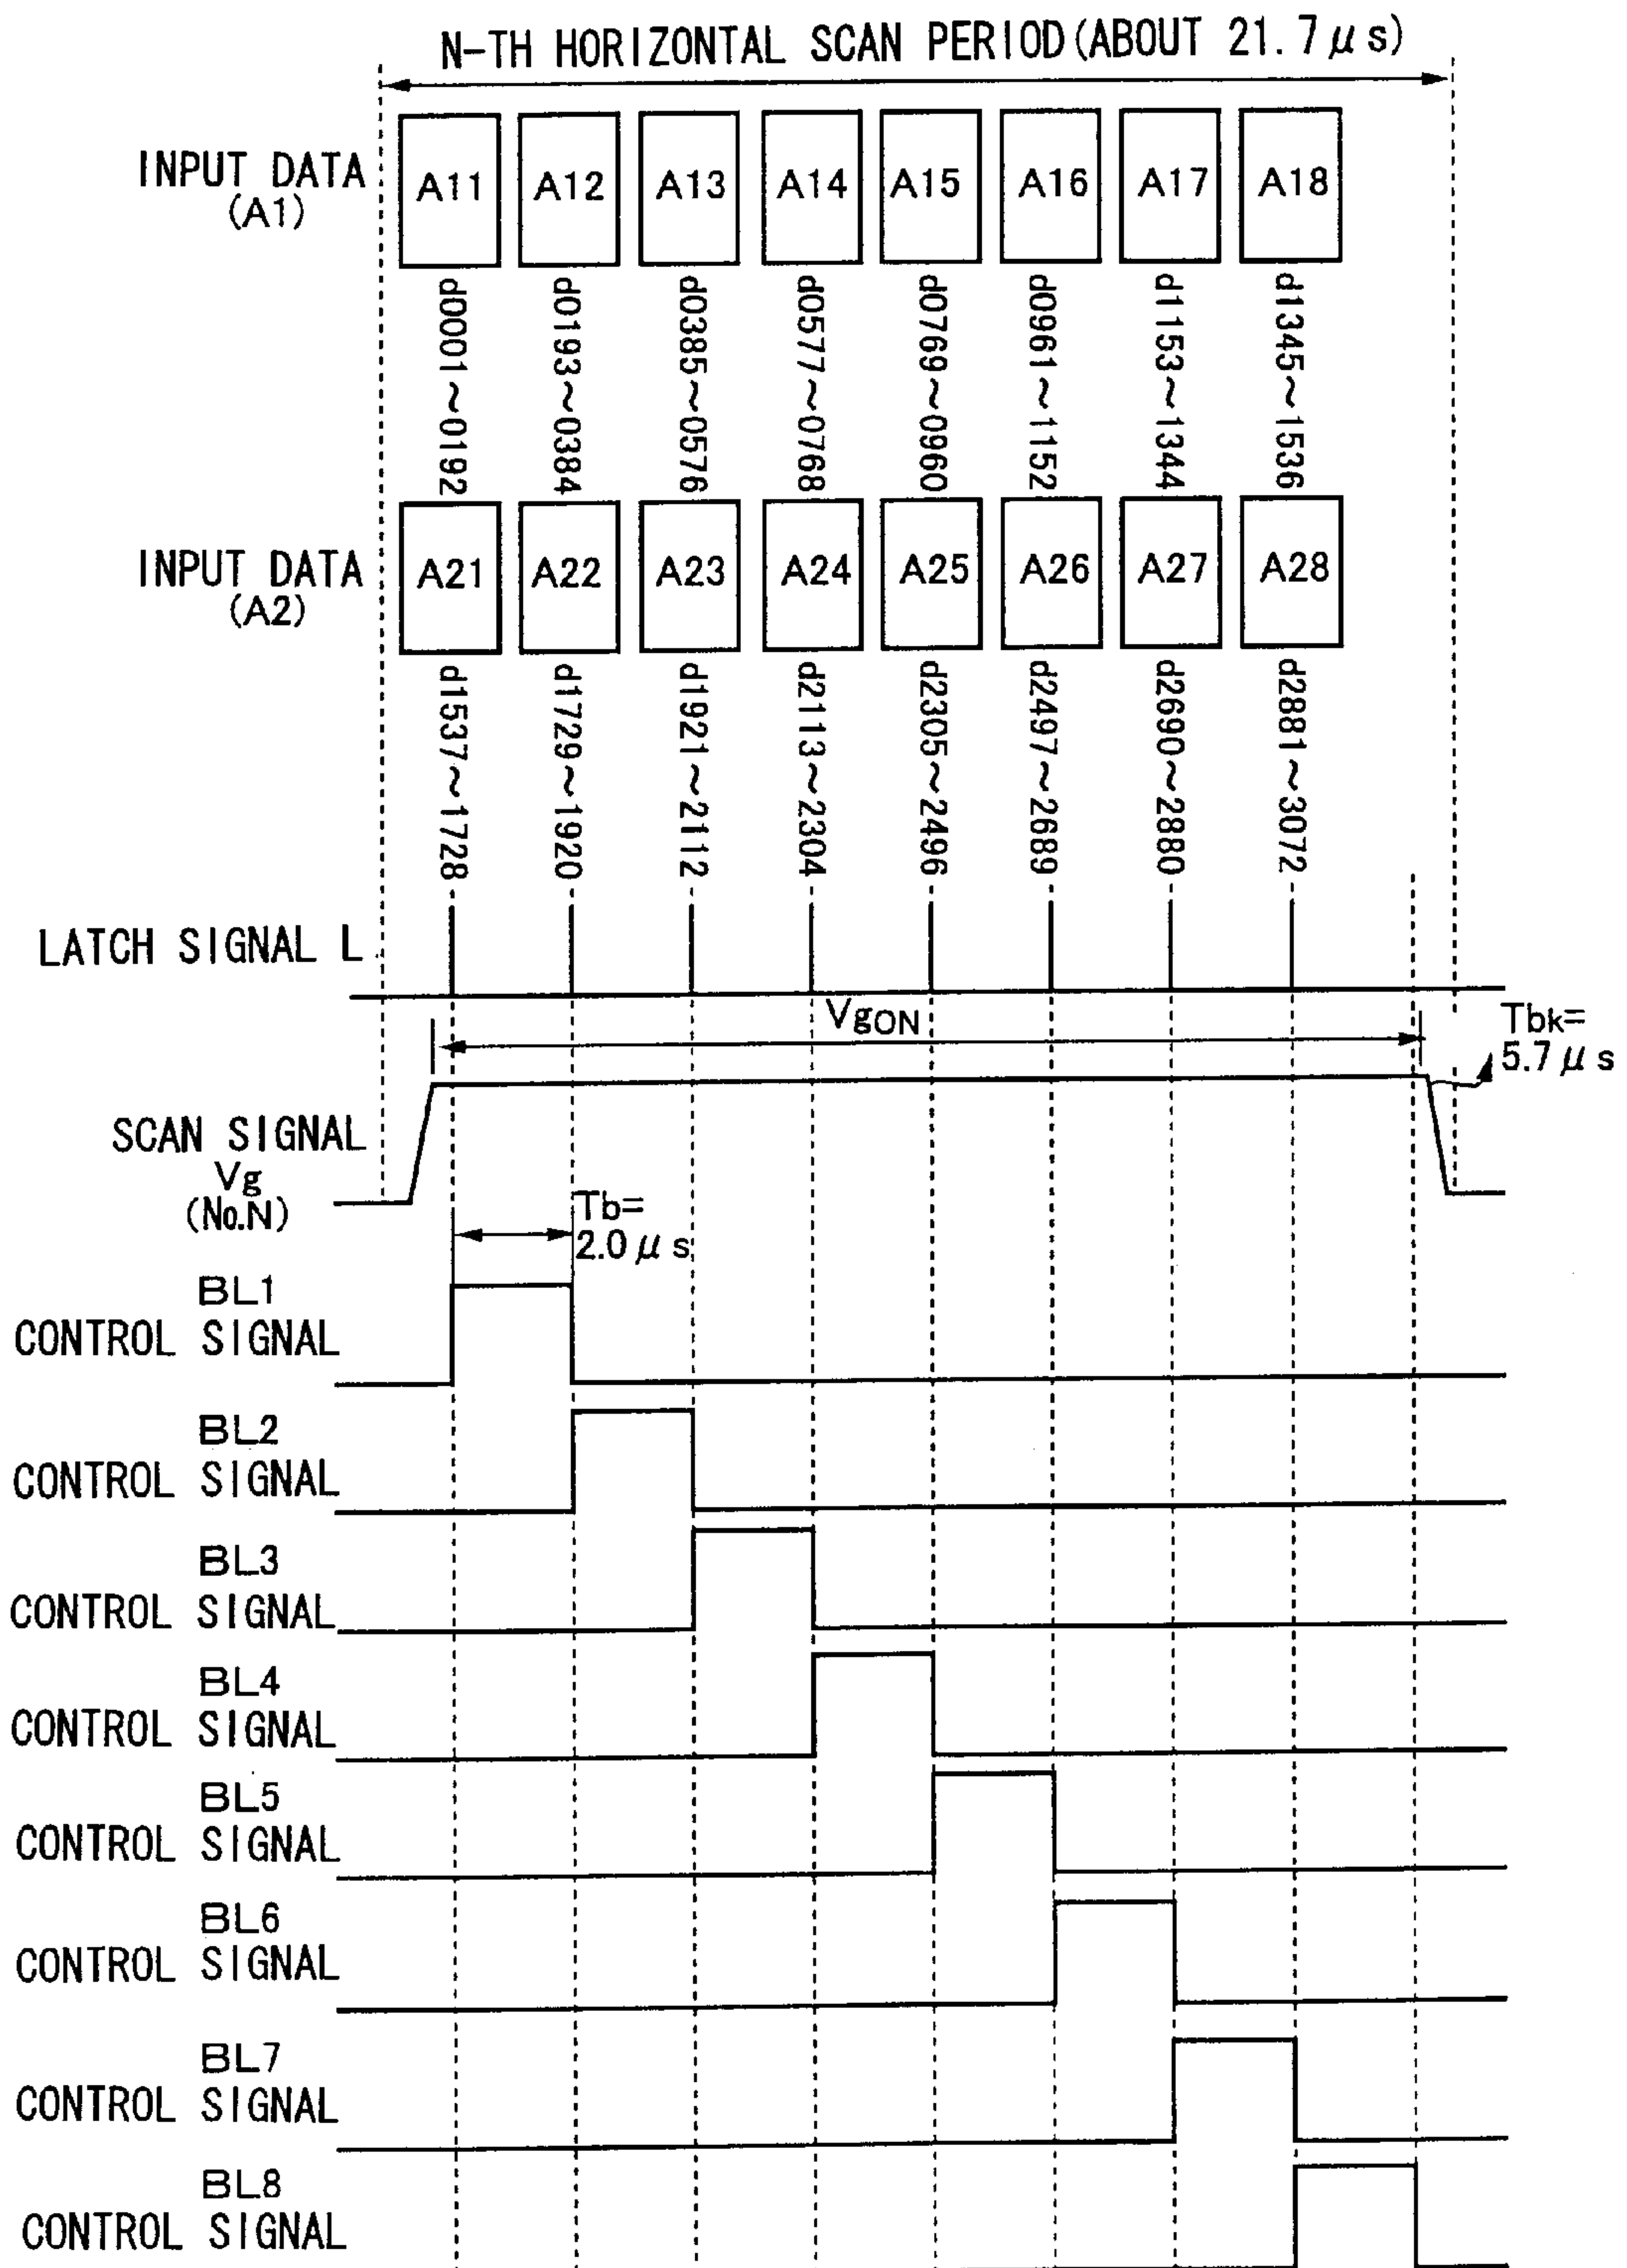 N-TH HORIZONTAL SCAN PERIOD(ABOUT 21.7μs)
INPUT DATA
(A1)
A11 A12 A13 A14 A15 A16 A17 A18
d0001~0192
d0193~0384
d0385~0576
d0577~0768
d0769~0960
d0961~1152
d1153~1344
d1345~1536
INPUT DATA
(A2)
A21 A22 A23 A24 A25 A26 A27 A28
d1537~1728
d1729~1920
d1921~2112
d2113~2304
d2305~2496
d2497~2689
d2690~2880
d2881~3072
LATCH SIGNAL L
VgON
Tbk=
5.7μs
SCAN SIGNAL
Vg
(No.N)
Tb=
2.0μs
BL1
CONTROL SIGNAL
BL2
CONTROL SIGNAL
BL3
CONTROL SIGNAL
BL4
CONTROL SIGNAL
BL5
CONTROL SIGNAL
BL6
CONTROL SIGNAL
BL7
CONTROL SIGNAL
BL8
CONTROL SIGNAL